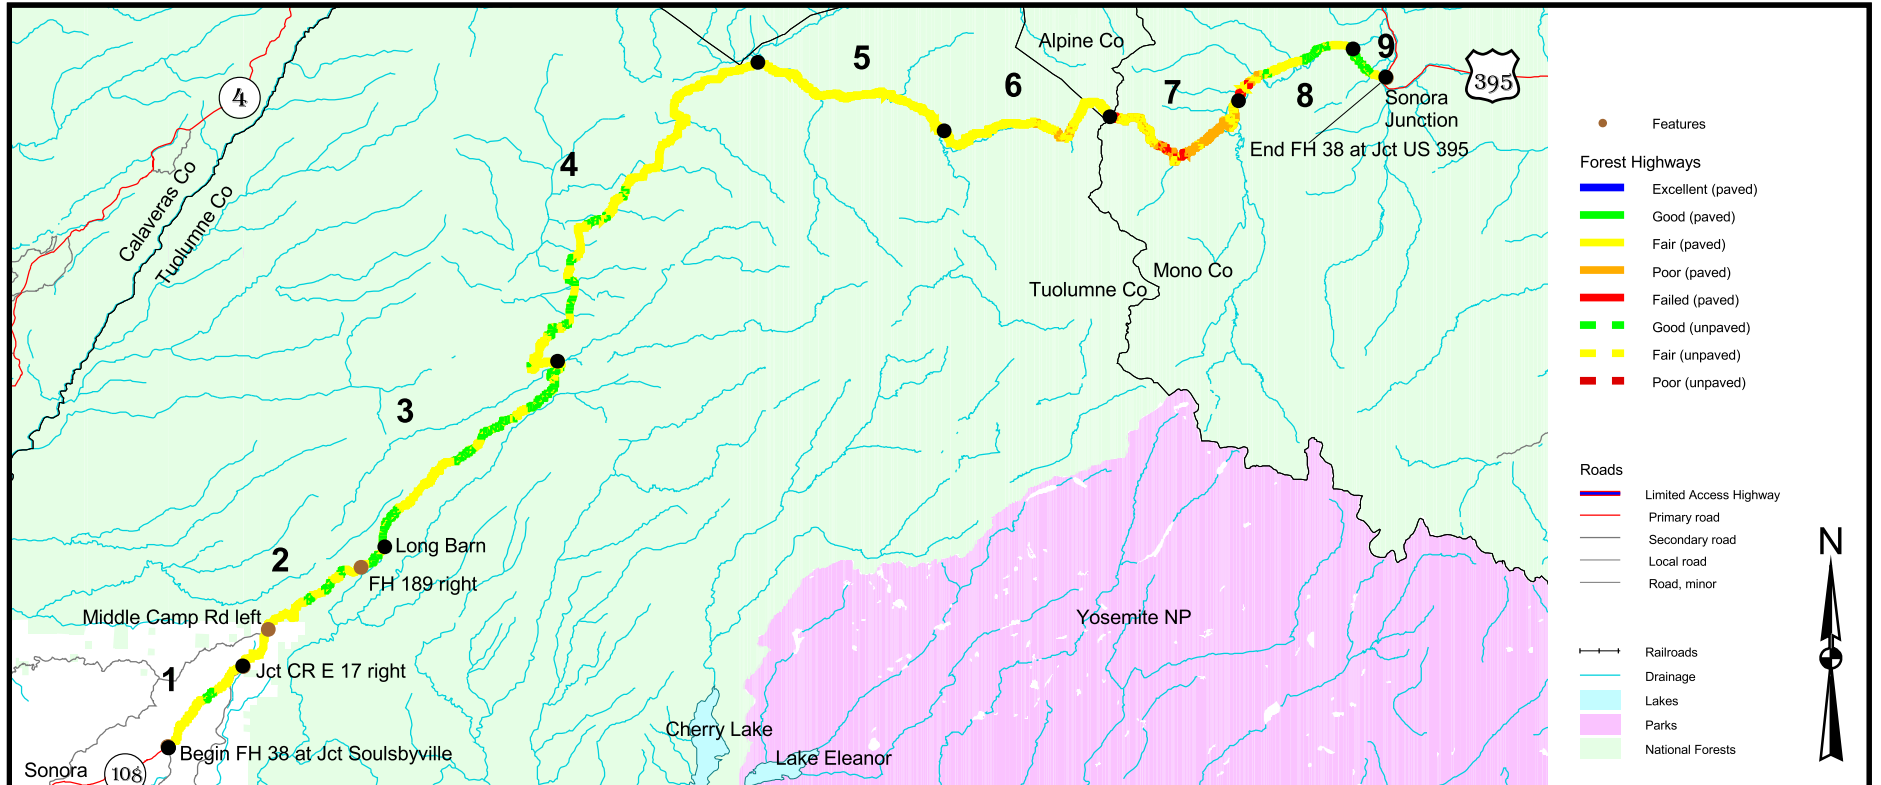 Alpine Co
5
9
6
7
8
395
4
Sonora
Junction
End FH 38 at Jct US 395
4
Calaveras Co
Tuolumne Co
Mono Co
Tuolumne Co
3
2
Long Barn
FH 189 right
Middle Camp Rd left
Yosemite NP
1
Jct CR E 17 right
Cherry Lake
Begin FH 38 at Jct Soulsbyville
Lake Eleanor
Sonora
108
Features
Forest Highways
Excellent (paved)
Good (paved)
Fair (paved)
Poor (paved)
Failed (paved)
Good (unpaved)
Fair (unpaved)
Poor (unpaved)
Roads
Limited Access Highway
Primary road
Secondary road
Local road
Road, minor
N
Railroads
Drainage
Lakes
Parks
National Forests